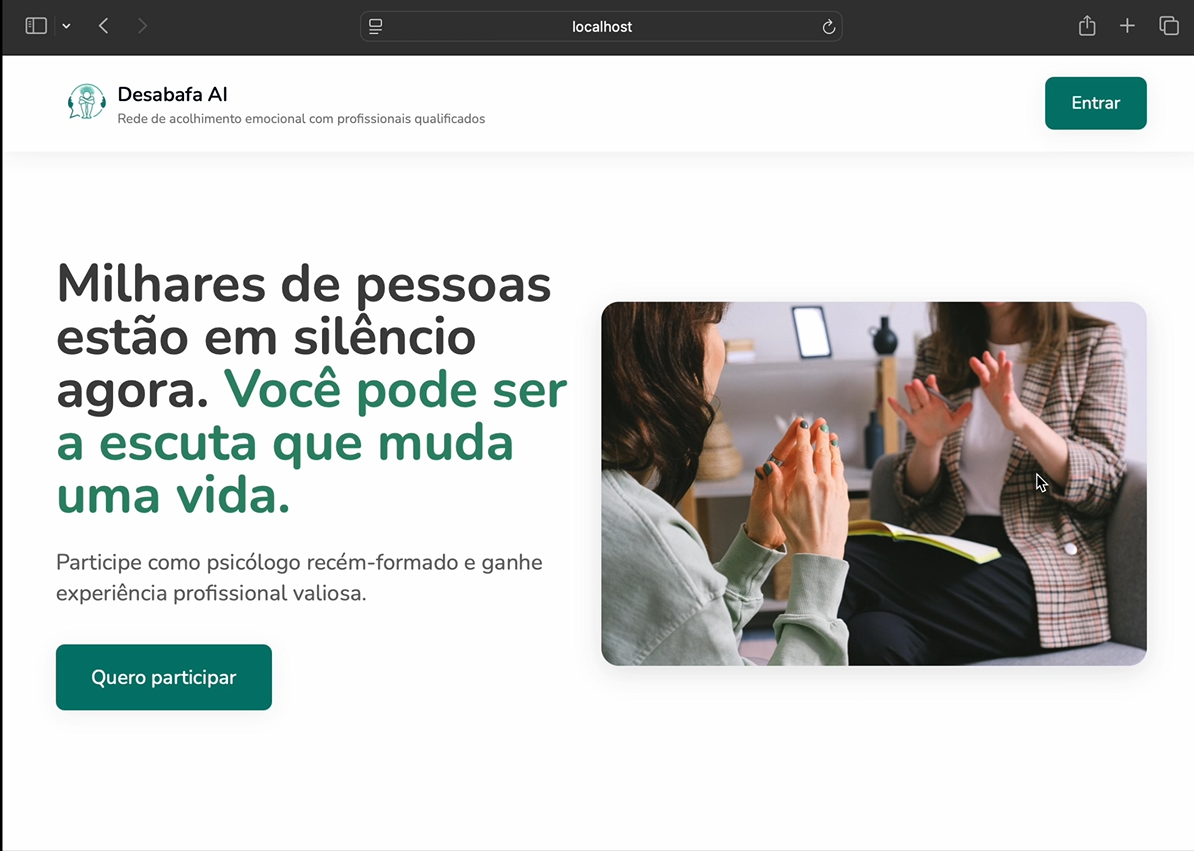 localhost
Desabafa AI
Rede de acolhimento emocional com profissionais qualificados
Entrar
Milhares de pessoas
estão em silêncio
agora. Você pode ser
a escuta que muda
uma vida.
Participe como psicólogo recém-formado e ganhe
experiência profissional valiosa.
Quero participar